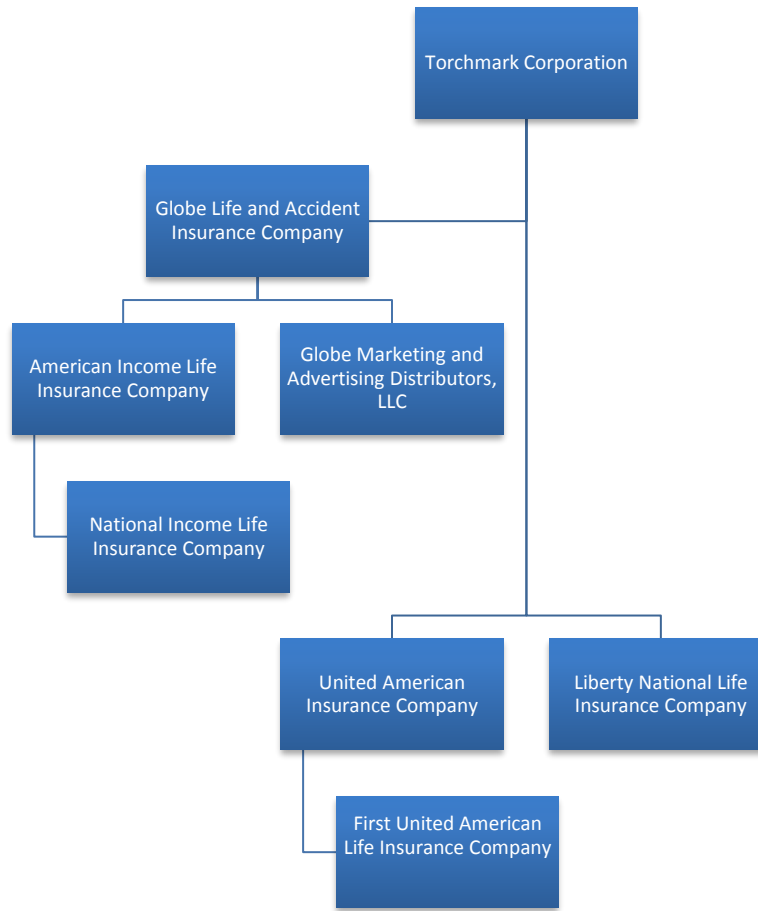 Torchmark Corporation
Globe Life and Accident
Insurance Company
American Income Life
Insurance Company
Globe Marketing and
Advertising Distributors,
LLC
National Income Life
Insurance Company
United American
Insurance Company
Liberty National Life
Insurance Company
First United American
Life Insurance Company